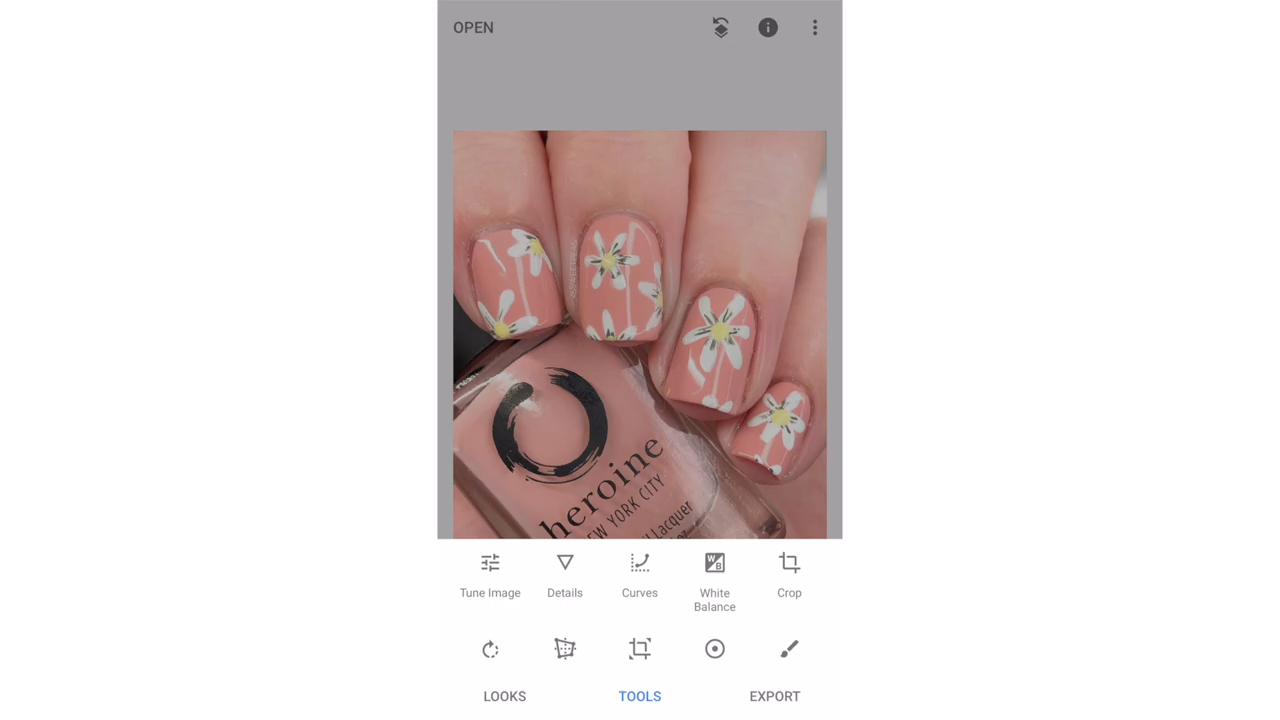 OPEN
heroine
NEW YORK CITY
Lacquer
Tune Image
Details
Curves
White
Balance
Crop
LOOKS
TOOLS
EXPORT